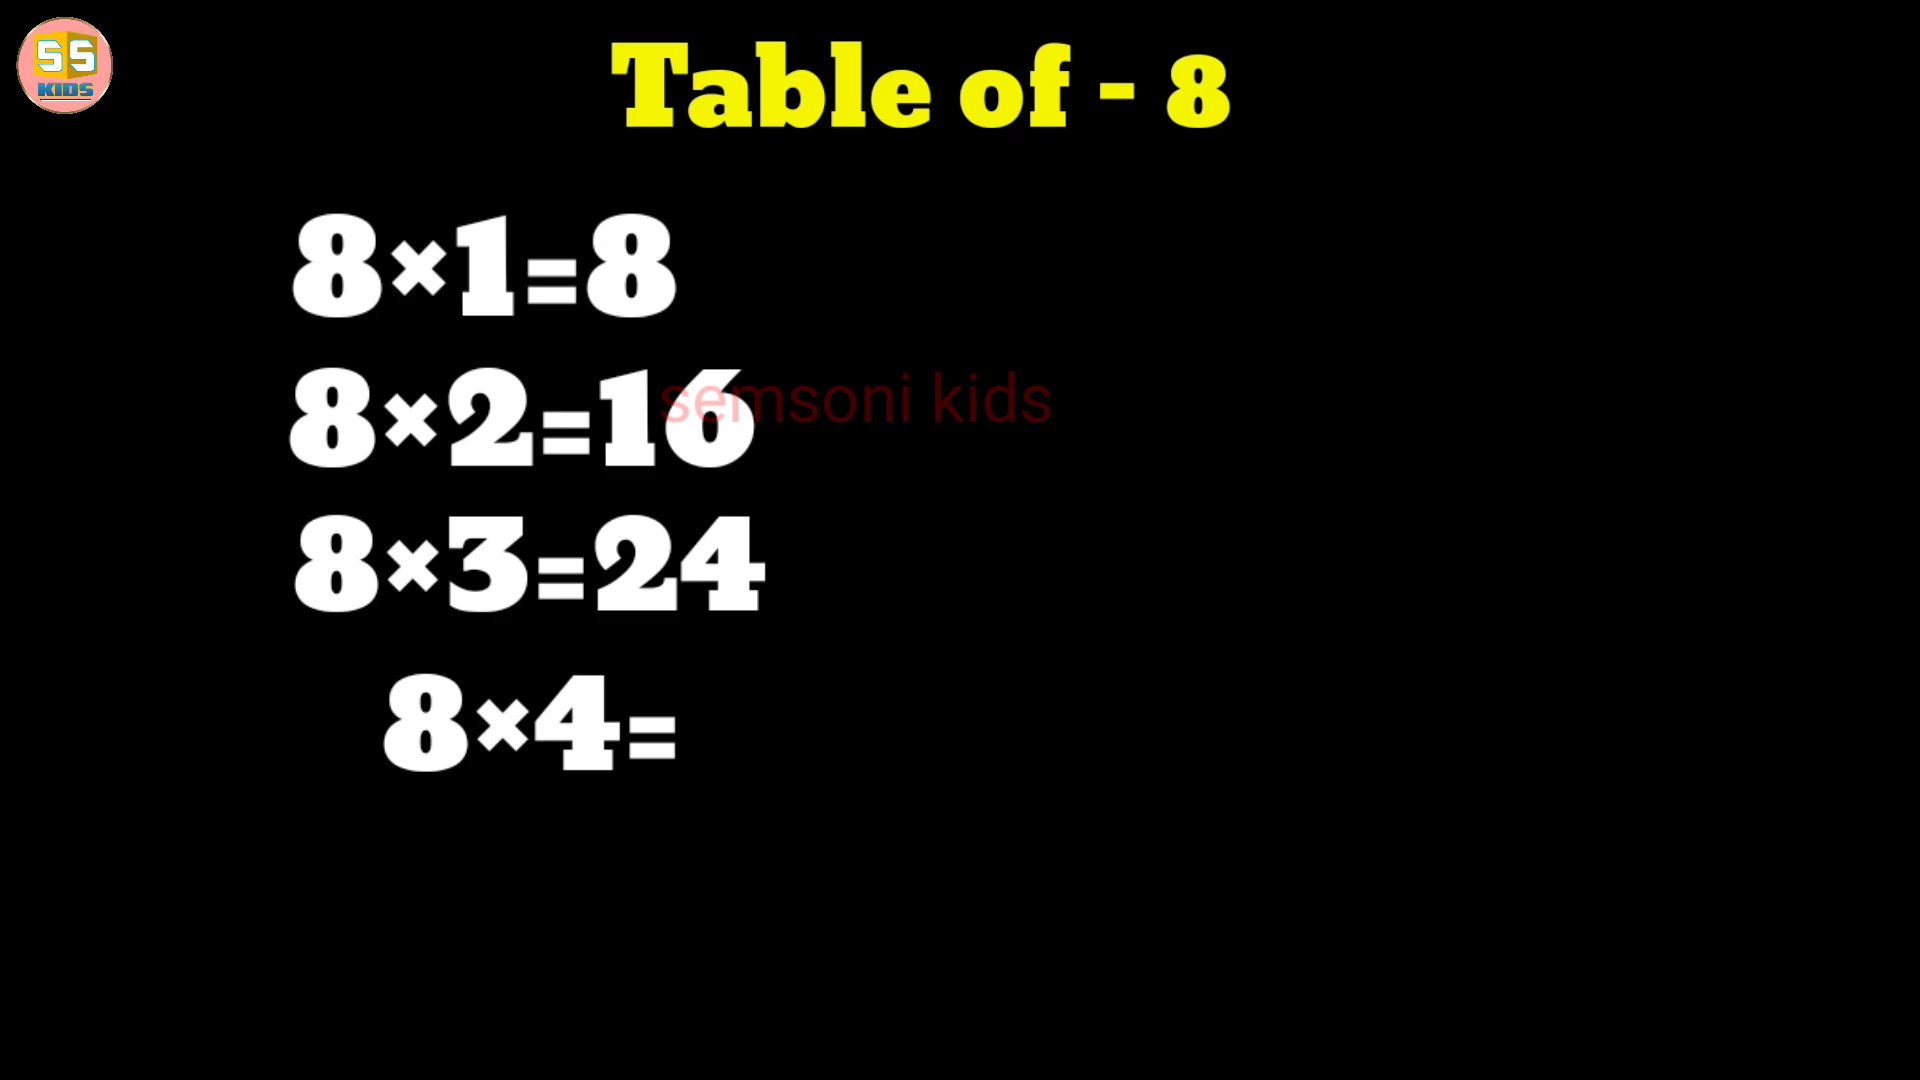 SS
KIDS
Table of - 8
8×1=8
8×2=16
semsoni kids
8×3=24
8×4=